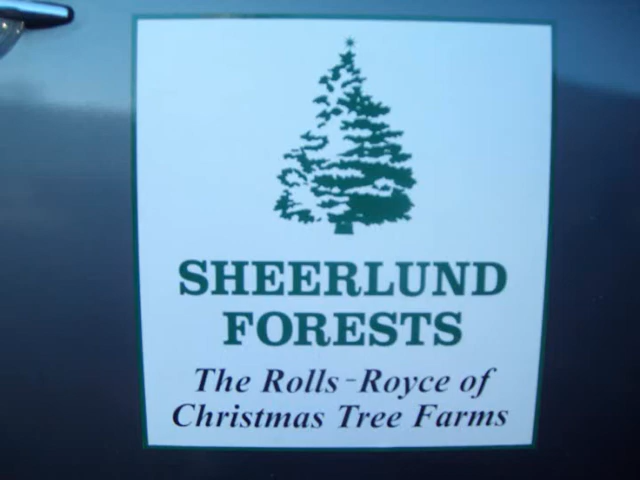 SHEERLUND
FORESTS
The Rolls-Royce of
Christmas Tree Farms